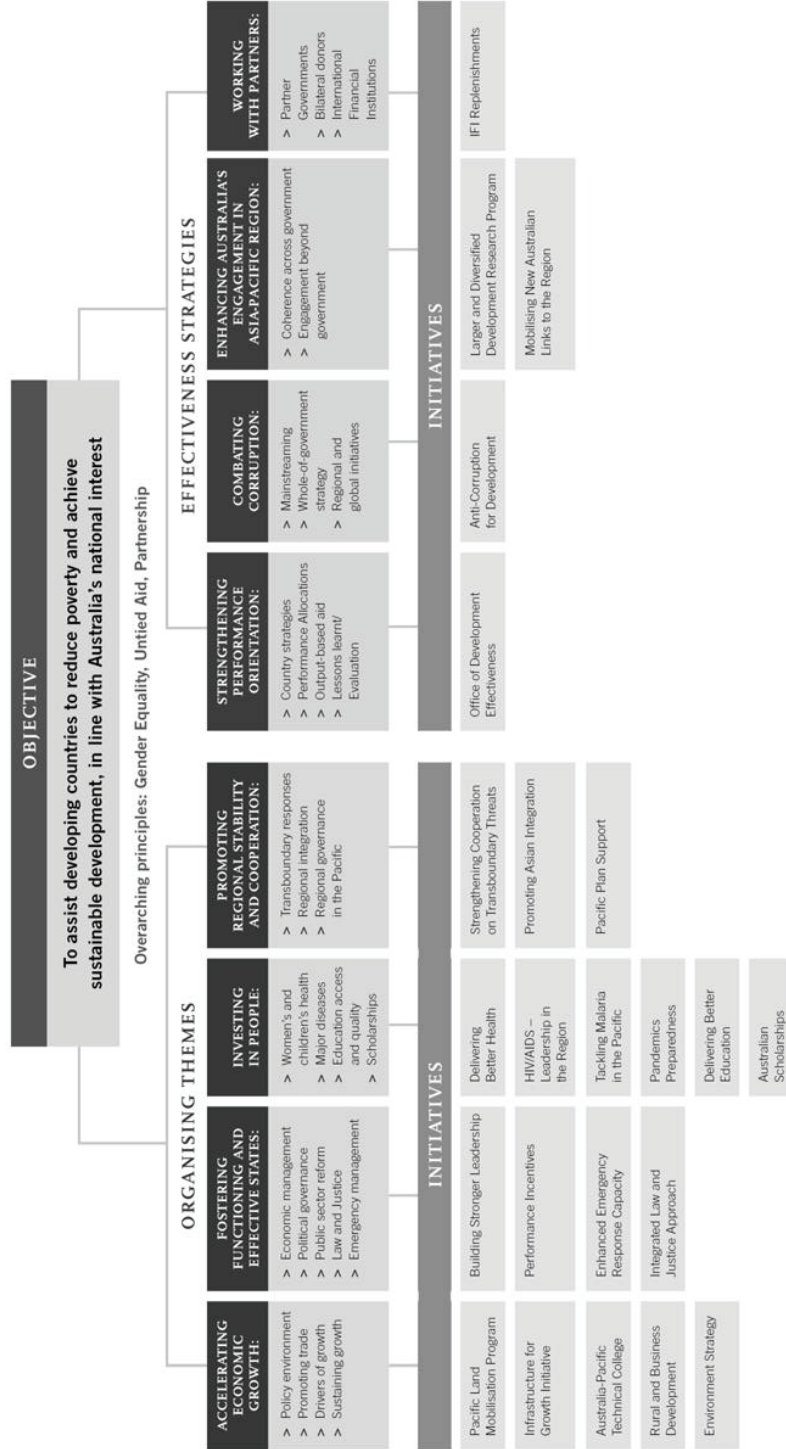 OBJECTIVE
To assist developing countries to reduce poverty and achieve
sustainable development, in line with Australia's national interest
Overarching principles: Gender Equality, Untied Aid, Partnership
ORGANISING THEMES
ACCELERATING
ECONOMIC
GROWTH:
> Policy environment
> Promoting trade
> Drivers of growth
> Sustaining growth
FOSTERING
FUNCTIONING AND
EFFECTIVE STATES:
> Economic management
> Political governance
> Public sector reform
> Law and Justice
> Emergency management
INVESTING
IN PEOPLE:
> Women's and
children's health
> Major diseases
> Education access
and quality
> Scholarships
PROMOTING
REGIONAL STABILITY
AND COOPERATION:
> Transboundary responses
> Regional integration
> Regional governance
in the Pacific
INITIATIVES
Pacific Land
Mobilisation Program
Infrastructure for
Growth Initiative
Australia-Pacific
Technical College
Rural and Business
Development
Environment Strategy
Building Stronger Leadership
Performance Incentives
Enhanced Emergency
Response Capacity
Integrated Law and
Justice Approach
Delivering
Better Health
HIV/AIDS –
Leadership in
the Region
Tackling Malaria
in the Pacific
Pandemics
Preparedness
Delivering Better
Education
Australian
Scholarships
Strengthening Cooperation
on Transboundary Threats
Promoting Asian Integration
Pacific Plan Support
EFFECTIVENESS STRATEGIES
STRENGTHENING
PERFORMANCE
ORIENTATION:
> Country strategies
> Performance Allocations
> Output-based aid
> Lessons learnt/
Evaluation
COMBATING
CORRUPTION:
> Mainstreaming
> Whole-of-government
strategy
> Regional and
global initiatives
ENHANCING AUSTRALIA'S
ENGAGEMENT IN
ASIA-PACIFIC REGION:
> Coherence across government
> Engagement beyond
government
WORKING
WITH PARTNERS:
> Partner
Governments
> Bilateral donors
> International
Financial
Institutions
INITIATIVES
Office of Development
Effectiveness
Anti-Corruption
for Development
Larger and Diversified
Development Research Program
Mobilising New Australian
Links to the Region
IFI Replenishments